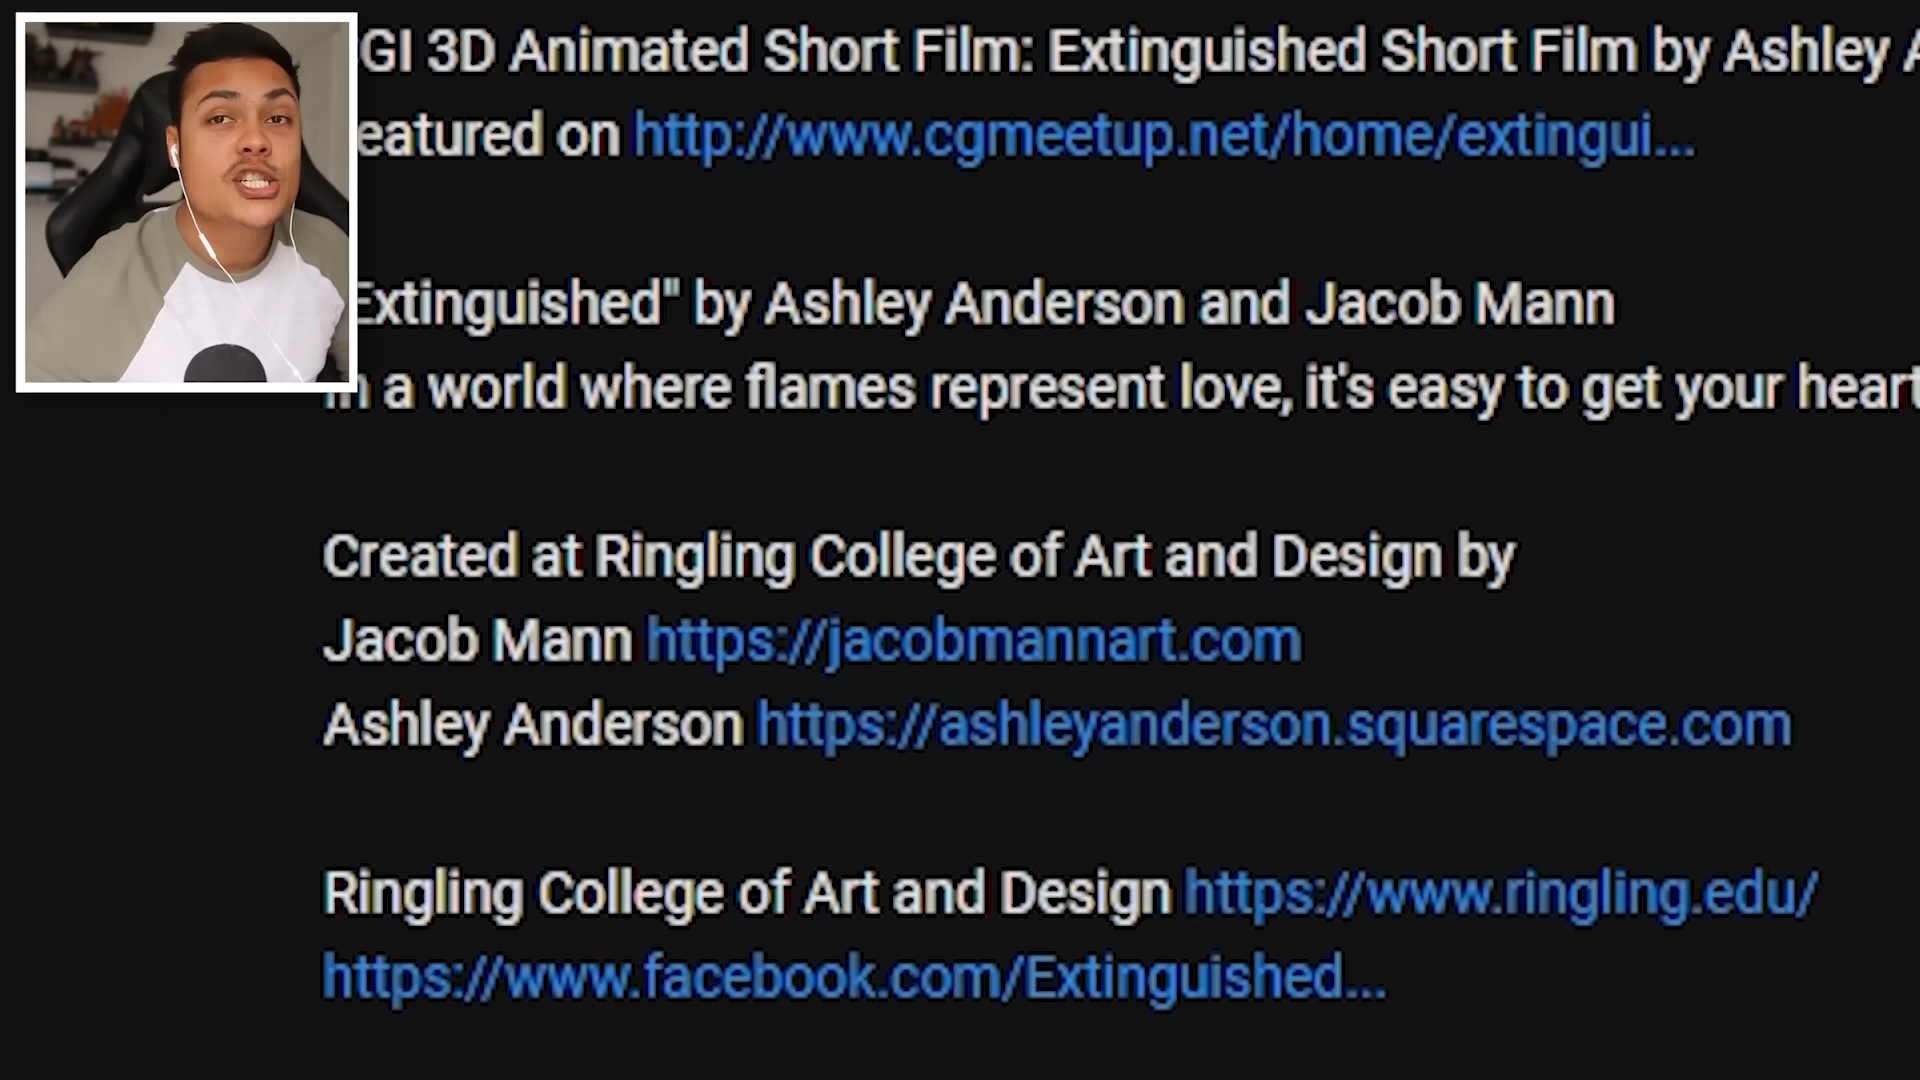 GI 3D Animated Short Film: Extinguished Short Film by Ashley
eatured on http://www.cgmeetup.net/home/extingui...
Extinguished" by Ashley Anderson and Jacob Mann
a world where flames represent love, it's easy to get your heart
Created at Ringling College of Art and Design by
Jacob Mann https://jacobmannart.com
Ashley Anderson https://ashleyanderson.squarespace.com
Ringling College of Art and Design https://www.ringling.edu/
https://www.facebook.com/Extinguished...